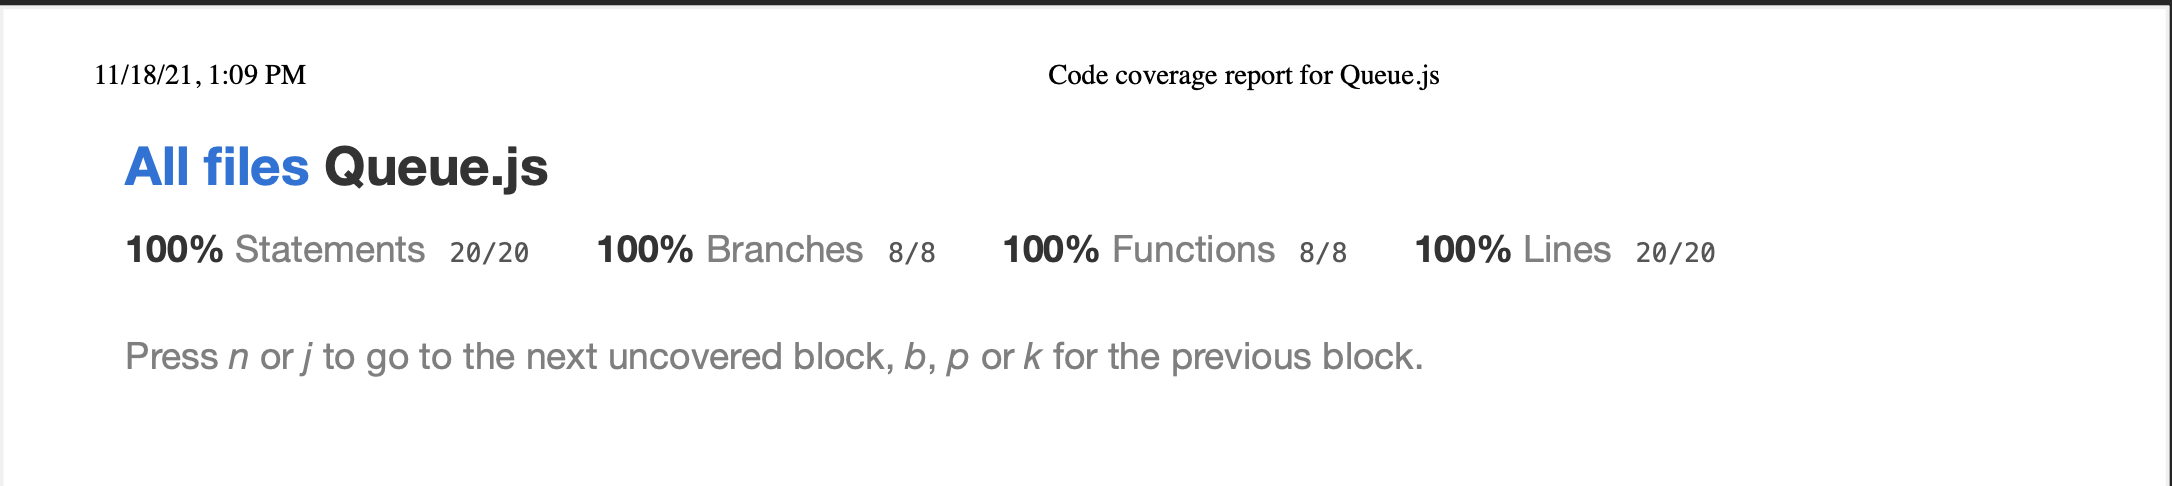 11/18/21, 1:09 PM Code coverage report for Queue.js
All files Queue.js
100% Statements 20/20 100% Branches 8/8 100% Functions 8/8 100% Lines 20/20
Press n or j to go to the next uncovered block, b, p or k for the previous block.